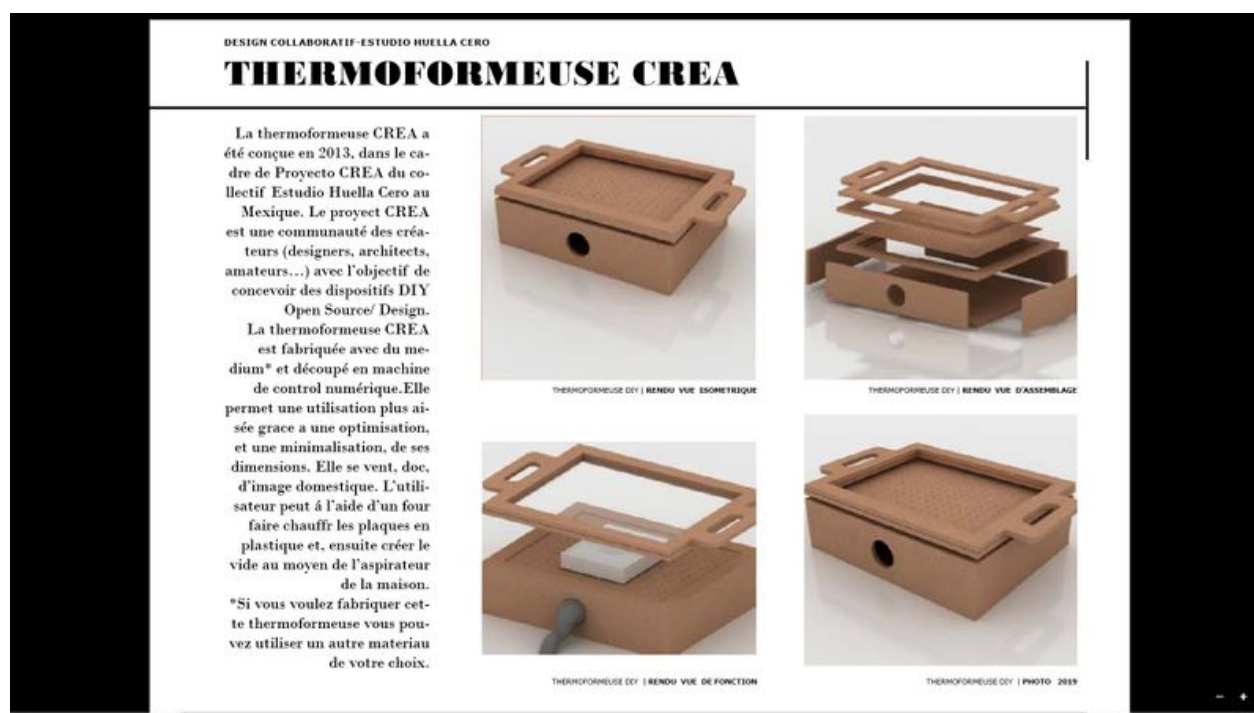 DESIGN COLLABORATIF-ESTUDIO HUELLA CERO
THERMOFORMEUSE CREA
La thermoformeuse CREA a
été conçue en 2013, dans le ca-
dre de Proyecto CREA du co-
llectif Estudio Huella Cero au
Mexique. Le proyect CREA
est une communauté des créa-
teurs (designers, architects,
amateurs...) avec l'objectif de
concevoir des dispositifs DIY
Open Source/ Design.
La thermoformeuse CREA
est fabriquée avec du me-
dium* et découpé en machine
de control numérique.Elle
permet une utilisation plus ai-
sée grace a une optimisation,
et une minimalisation, de ses
dimensions. Elle se vent, doc,
d'image domestique. L'utili-
sateur peut á l'aide d'un four
faire chauffr les plaques en
plastique et, ensuite créer le
vide au moyen de l'aspirateur
de la maison.
*Si vous voulez fabriquer cet-
te thermoformeuse vous pou-
vez utiliser un autre materiau
de votre choix.
THERMOFORMEUSE DIY | RENDU VUE ISOMETRIQUE
THERMOFORMEUSE DIY | RENDU VUE D'ASSEMBLAGE
THERMOFORMEUSE DIY | RENDU VUE DE FONCTION
THERMOFORMEUSE DIY | PHOTO 2019